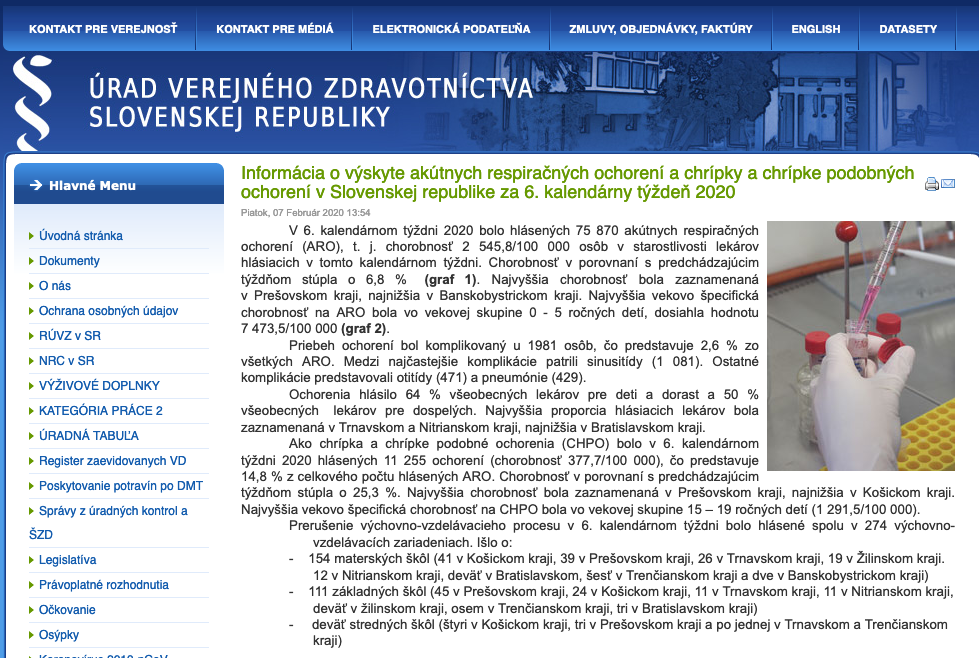 KONTAKT PRE VEREJNOSŤ
KONTAKT PRE MÉDIÁ
ELEKTRONICKÁ PODATEĽŇA
ZMLUVY, OBJEDNÁVKY, FAKTÚRY
ENGLISH
DATASETY
ÚRAD VEREJNÉHO ZDRAVOTNÍCTVA
SLOVENSKEJ REPUBLIKY
Hlavné Menu
Úvodná stránka
Dokumenty
O nás
Ochrana osobných údajov
RÚVZ v SR
NRC v SR
VÝŽIVOVÉ DOPLNKY
KATEGÓRIA PRÁCE 2
ÚRADNÁ TABUĽA
Register zaevidovaných VD
Poskytovanie potravín po DMT
Správy z úradných kontrol a
ŠZD
Legislatíva
Právoplatné rozhodnutia
Očkovanie
Osýpky
Informácia o výskyte akútnych respiračných ochorení a chrípky a chrípke podobných
ochorení v Slovenskej republike za 6. kalendárny týždeň 2020
Piatok, 07 Február 2020 13:54
V 6. kalendárnom týždni 2020 bolo hlásených 75 870 akútnych respiračných
ochorení (ARO), t. j. chorobnosť 2 545,8/100 000 osôb v starostlivosti lekárov
hlásiacich v tomto kalendárnom týždni. Chorobnosť v porovnaní s predchádzajúcim
týždňom stúpla o 6,8 % (graf 1). Najvyššia chorobnosť bola zaznamenaná
v Prešovskom kraji, najnižšia v Banskobystrickom kraji. Najvyššia vekovo špecifická
chorobnosť na ARO bola vo vekovej skupine 0 - 5 ročných detí, dosiahla hodnotu
7 473,5/100 000 (graf 2).
Priebeh ochorení bol komplikovaný u 1981 osôb, čo predstavuje 2,6 % zo
všetkých ARO. Medzi najčastejšie komplikácie patrili sinusitídy (1 081). Ostatné
komplikácie predstavovali otitídy (471) a pneumónie (429).
Ochorenia hlásilo 64 % všeobecných lekárov pre deti a dorast a 50 %
všeobecných lekárov pre dospelých. Najvyššia proporcia hlásiacich lekárov bola
zaznamenaná v Trnavskom a Nitrianskom kraji, najnižšia v Bratislavskom kraji.
Ako chrípka a chrípke podobné ochorenia (CHPO) bolo v 6. kalendárnom
týždni 2020 hlásených 11 255 ochorení (chorobnosť 377,7/100 000), čo predstavuje
14,8 % z celkového počtu hlásených ARO. Chorobnosť v porovnaní s predchádzajúcim
týždňom stúpla o 25,3 %. Najvyššia chorobnosť bola zaznamenaná v Prešovskom kraji, najnižšia v Košickom kraji.
Najvyššia vekovo špecifická chorobnosť na CHPO bola vo vekovej skupine 15 – 19 ročných detí (1 291,5/100 000).
Prerušenie výchovno-vzdelávacieho procesu v 6. kalendárnom týždni bolo hlásené spolu v 274 výchovno-
vzdelávacích zariadeniach. Išlo o:
- 154 materských škôl (41 v Košickom kraji, 39 v Prešovskom kraji, 26 v Trnavskom kraji, 19 v Žilinskom kraji.
12 v Nitrianskom kraji, deväť v Bratislavskom, šesť v Trenčianskom kraji a dve v Banskobystrickom kraji)
- 111 základných škôl (45 v Prešovskom kraji, 24 v Košickom kraji, 11 v Trnavskom kraji, 11 v Nitrianskom kraji,
deväť v žilinskom kraji, osem v Trenčianskom kraji, tri v Bratislavskom kraji)
- deväť stredných škôl (štyri v Košickom kraji, tri v Prešovskom kraji a po jednej v Trnavskom a Trenčianskom
kraji)